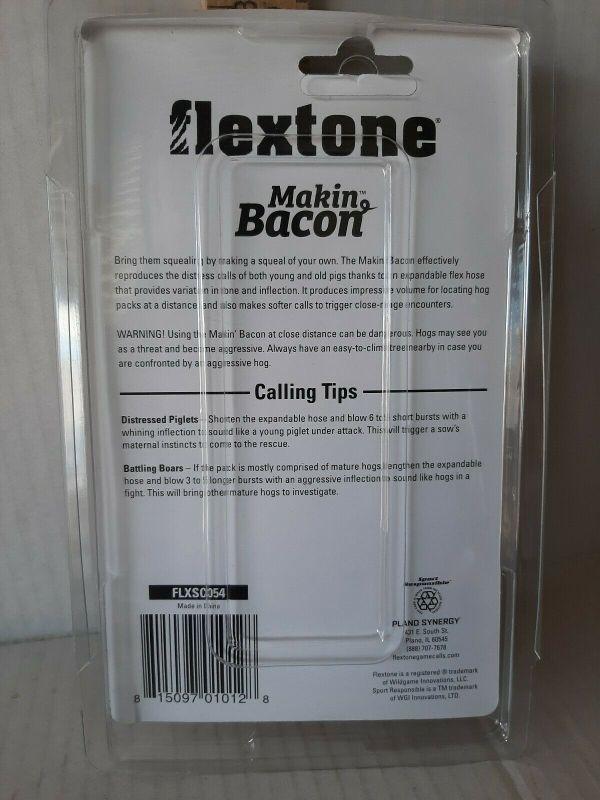 flextone®
Makin'™
Bacon
Bring them squealing by making a squeal of your own. The Makin' Bacon effectively
reproduces the distress calls of both young and old pigs thanks to an expandable flex hose
that provides variation in tone and inflection. It produces impressive volume for locating hog
packs at a distance and also makes softer calls to trigger close-range encounters.
WARNING! Using the Makin' Bacon at close distance can be dangerous. Hogs may see you
as a threat and become aggressive. Always have an easy-to-climb tree nearby in case you
are confronted by an aggressive hog.
Calling Tips
Distressed Piglets – Shorten the expandable hose and blow 6 to 8 short bursts with a
whining inflection to sound like a young piglet under attack. This will trigger a sow's
maternal instincts to come to the rescue.
Battling Boars – If the pack is mostly comprised of mature hogs, lengthen the expandable
hose and blow 3 to 5 longer bursts with an aggressive inflection to sound like hogs in a
fight. This will bring other mature hogs to investigate.
FLXSO054
Made in China
8 15097 01012 8
Sport
Responsible™
PLANO SYNERGY
431 E. South St.
Plano, IL 60545
(888) 707-7678
flextonegamecalls.com
Flextone is a registered ® trademark
of Wildgame Innovations, LLC.
Sport Responsible is a TM trademark
of WGI Innovations, LTD.